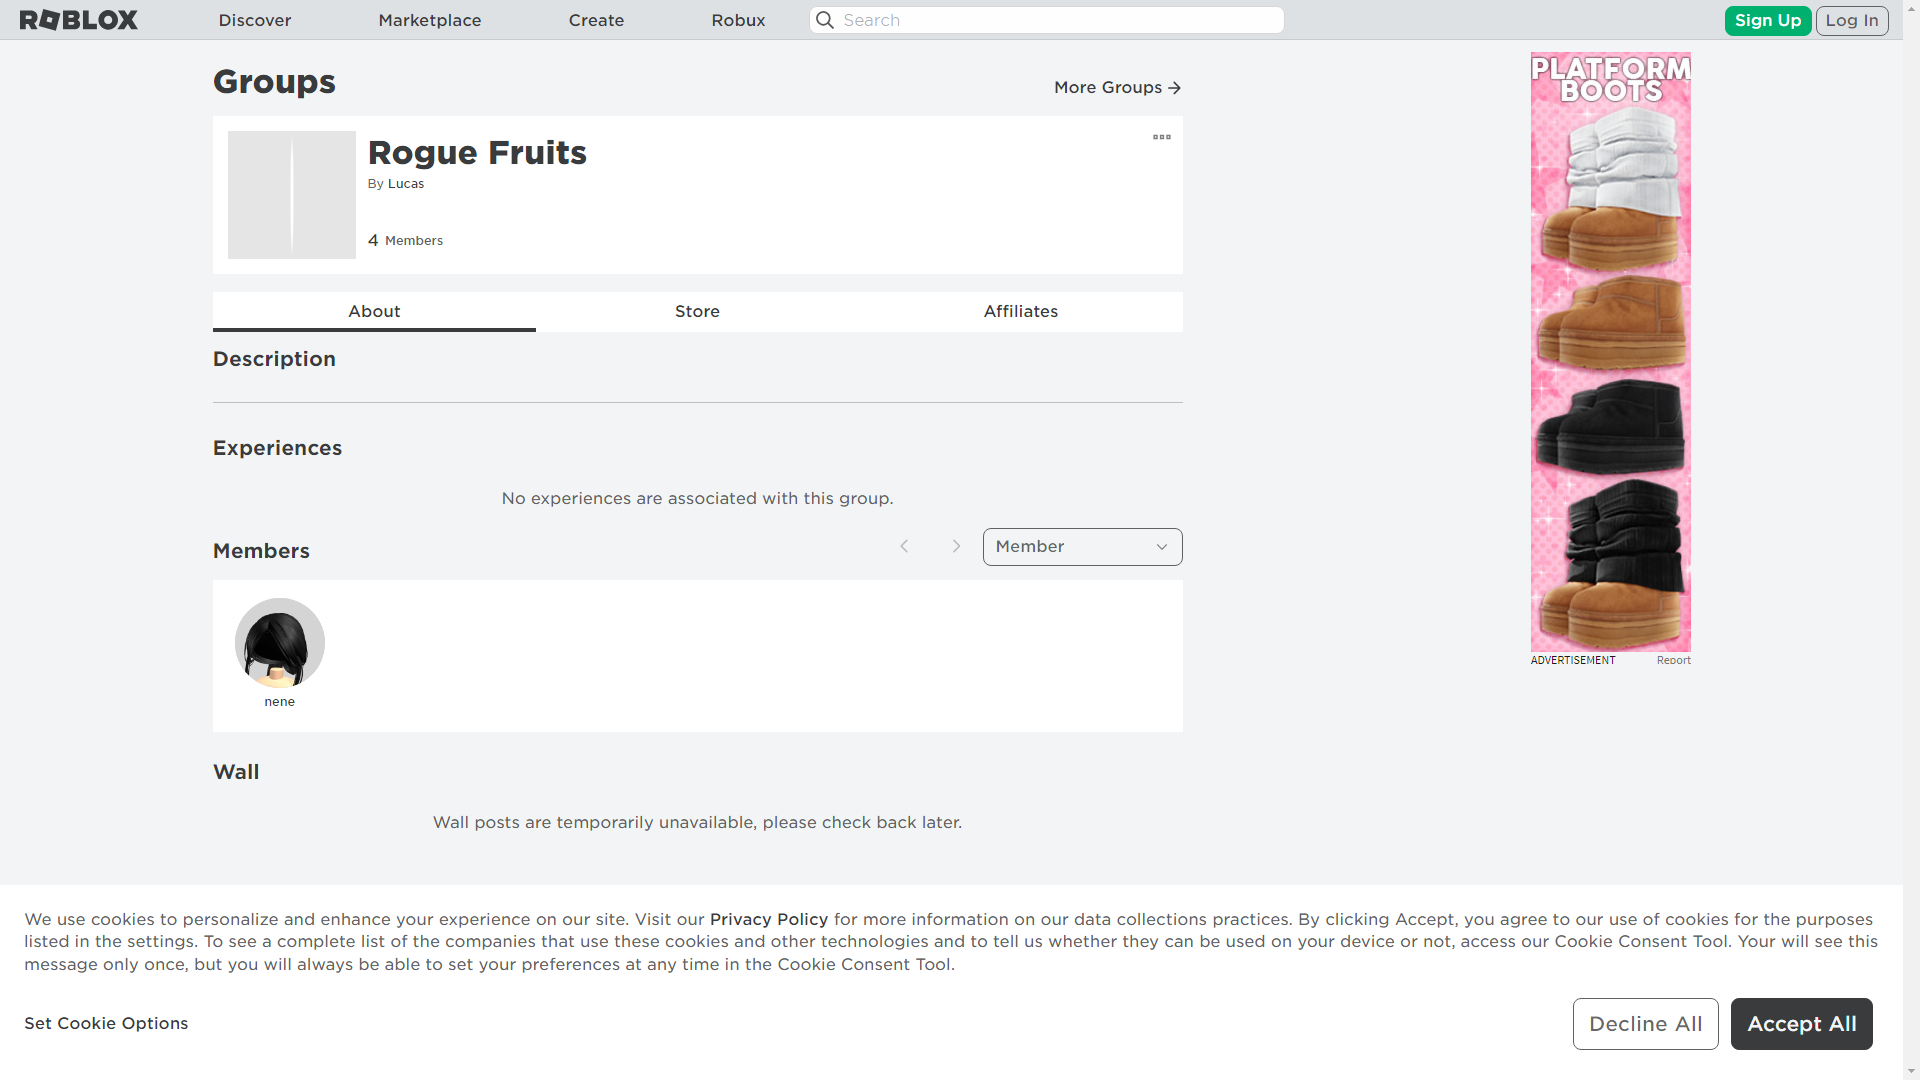 ROBLOX
Discover
Marketplace
Create
Robux
Search
Sign Up
Log In
Groups
More Groups
Rogue Fruits
By Lucas
4 Members
About
Store
Affiliates
Description
Experiences
No experiences are associated with this group.
Members
Member
nene
Wall
Wall posts are temporarily unavailable, please check back later.
PLATFORM
BOOTS
ADVERTISEMENT
Report
We use cookies to personalize and enhance your experience on our site. Visit our Privacy Policy for more information on our data collections practices. By clicking Accept, you agree to our use of cookies for the purposes
listed in the settings. To see a complete list of the companies that use these cookies and other technologies and to tell us whether they can be used on your device or not, access our Cookie Consent Tool. Your will see this
message only once, but you will always be able to set your preferences at any time in the Cookie Consent Tool.
Set Cookie Options
Decline All
Accept All